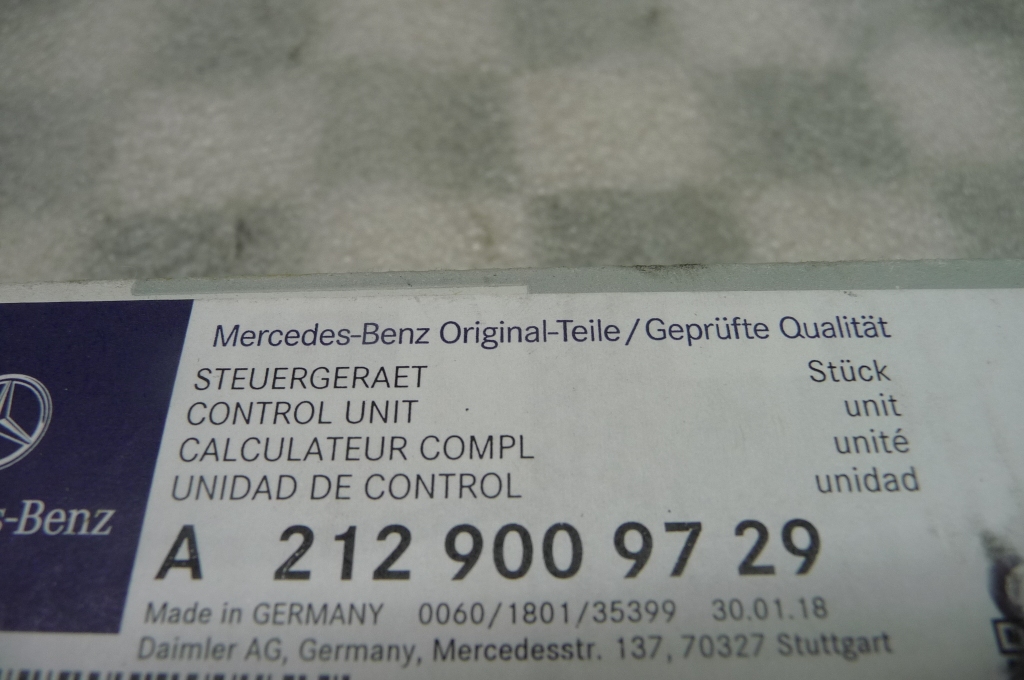 Mercedes-Benz Original-Teile/Geprüfte Qualität
STEUERGERAET Stück
CONTROL UNIT unit
CALCULATEUR COMPL unité
UNIDAD DE CONTROL unidad
s-Benz
A 212 900 97 29
Made in GERMANY 0060/1801/35399 30.01.18
Daimler AG, Germany, Mercedesstr. 137, 70327 Stuttgart